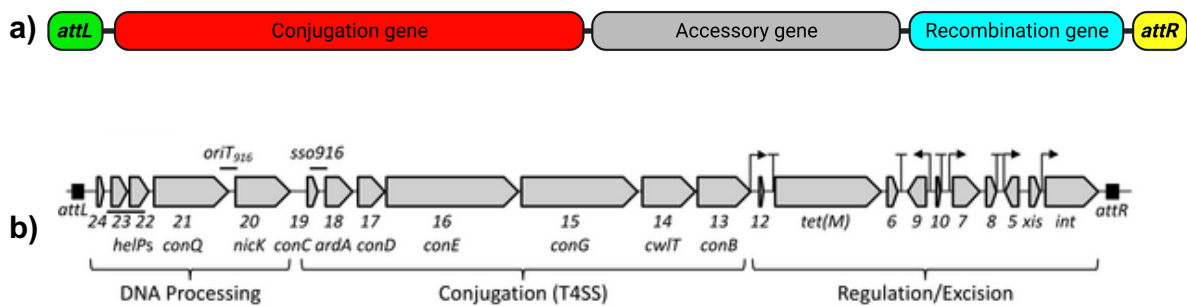 a) attL Conjugation gene Accessory gene Recombination gene attR
oriT916 sso916
attL attR
24 23 22 21 20 19 18 17 16 15 14 13 12 tet(M) 6 9 10 7 8 5 xis int
b) helPs conQ nicK conC ardA conD conE conG cwlT conB
DNA Processing Conjugation (T4SS) Regulation/Excision